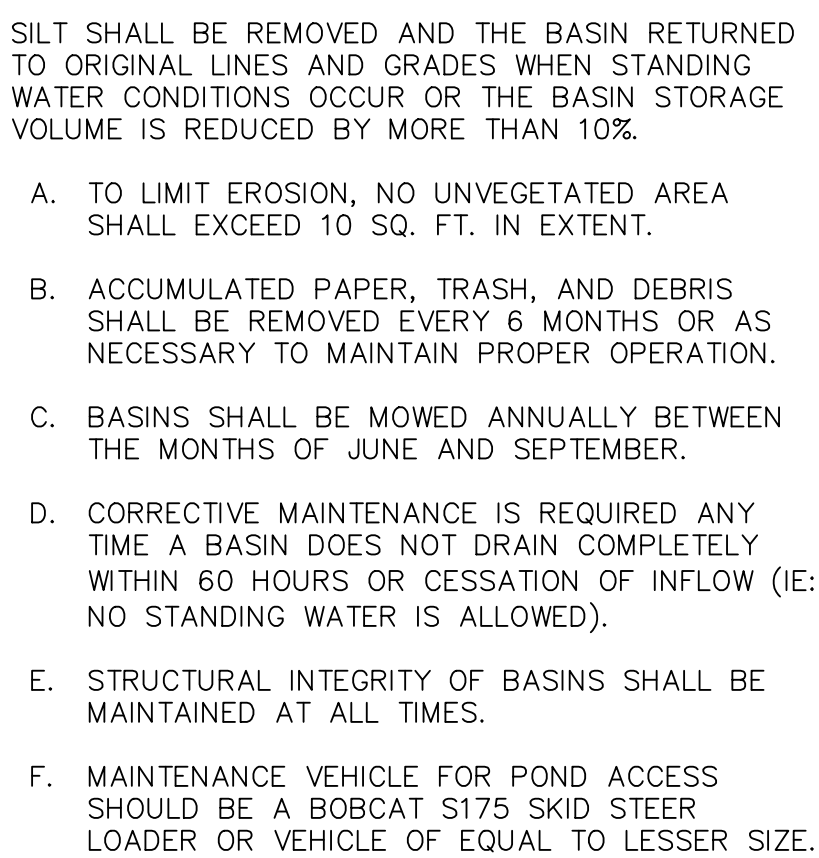 SILT SHALL BE REMOVED AND THE BASIN RETURNED
TO ORIGINAL LINES AND GRADES WHEN STANDING
WATER CONDITIONS OCCUR OR THE BASIN STORAGE
VOLUME IS REDUCED BY MORE THAN 10%.
A. TO LIMIT EROSION, NO UNVEGETATED AREA
SHALL EXCEED 10 SQ. FT. IN EXTENT.
B. ACCUMULATED PAPER, TRASH, AND DEBRIS
SHALL BE REMOVED EVERY 6 MONTHS OR AS
NECESSARY TO MAINTAIN PROPER OPERATION.
C. BASINS SHALL BE MOWED ANNUALLY BETWEEN
THE MONTHS OF JUNE AND SEPTEMBER.
D. CORRECTIVE MAINTENANCE IS REQUIRED ANY
TIME A BASIN DOES NOT DRAIN COMPLETELY
WITHIN 60 HOURS OR CESSATION OF INFLOW (IE:
NO STANDING WATER IS ALLOWED).
E. STRUCTURAL INTEGRITY OF BASINS SHALL BE
MAINTAINED AT ALL TIMES.
F. MAINTENANCE VEHICLE FOR POND ACCESS
SHOULD BE A BOBCAT S175 SKID STEER
LOADER OR VEHICLE OF EQUAL TO LESSER SIZE.